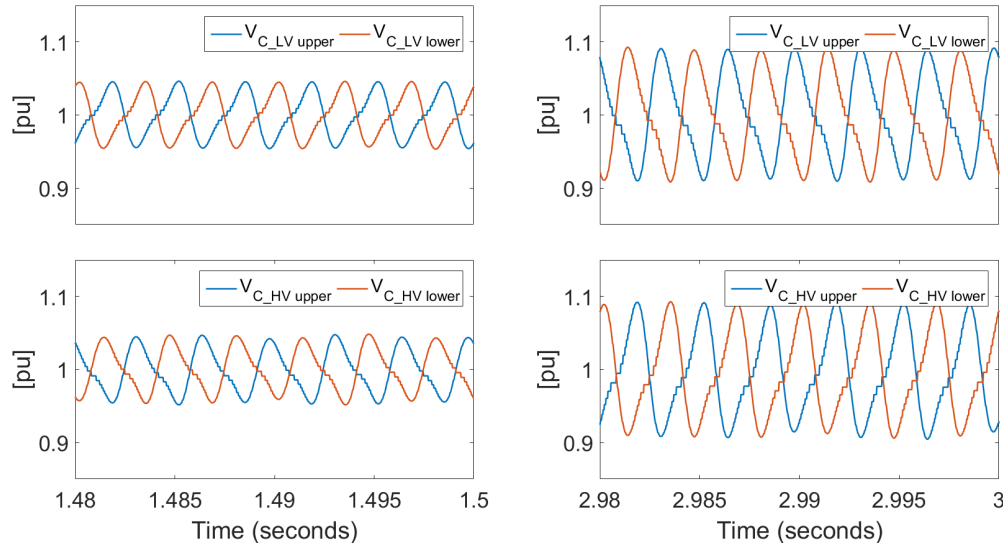 1.1
1
0.9
[pu]
V_C_LV upper V_C_LV lower
1.1
1
0.9
[pu]
V_C_LV upper V_C_LV lower
1.1
1
0.9
[pu]
V_C_HV upper V_C_HV lower
1.48 1.485 1.49 1.495 1.5
Time (seconds)
1.1
1
0.9
[pu]
V_C_HV upper V_C_HV lower
2.98 2.985 2.99 2.995 3
Time (seconds)